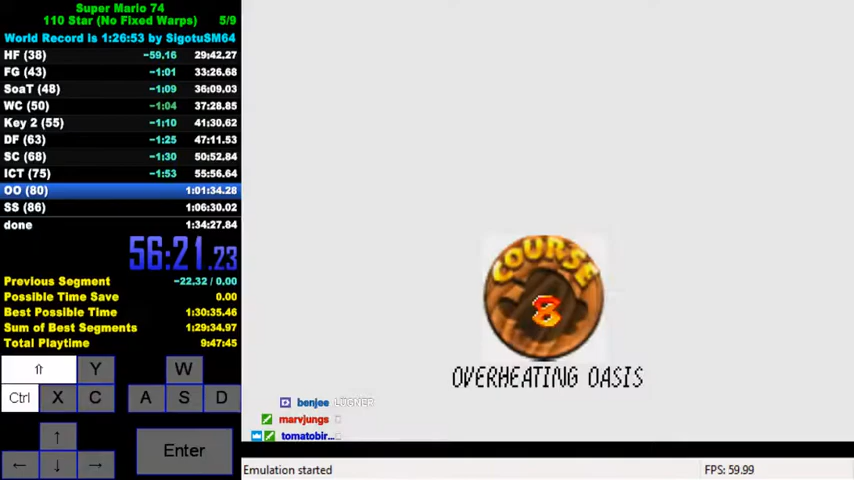 Super Mario 74
110 Star (No Fixed Warps) 5/9
World Record is 1:26:53 by SigotuSM64
HF (38) −59.16 29:42.27
FG (43) −1:01 33:26.68
SoaT (48) −1:09 36:09.03
WC (50) −1:04 37:28.85
Key 2 (55) −1:10 41:30.62
DF (63) −1:25 47:11.53
SC (68) −1:30 50:52.84
ICT (75) −1:53 55:56.64
OO (80) 1:01:34.28
SS (86) 1:06:30.02
done 1:34:27.84
56:21.23
Previous Segment −22.32 / 0.00
Possible Time Save 0.00
Best Possible Time 1:30:35.46
Sum of Best Segments 1:29:34.97
Total Playtime 9:47:45
⇧ Y W
Ctrl X C A S D
↑
← ↓ → Enter
COURSE
8
OVERHEATING OASIS
benjee LÜGNER
marvjungs
tomatobir...
Emulation started FPS: 59.99